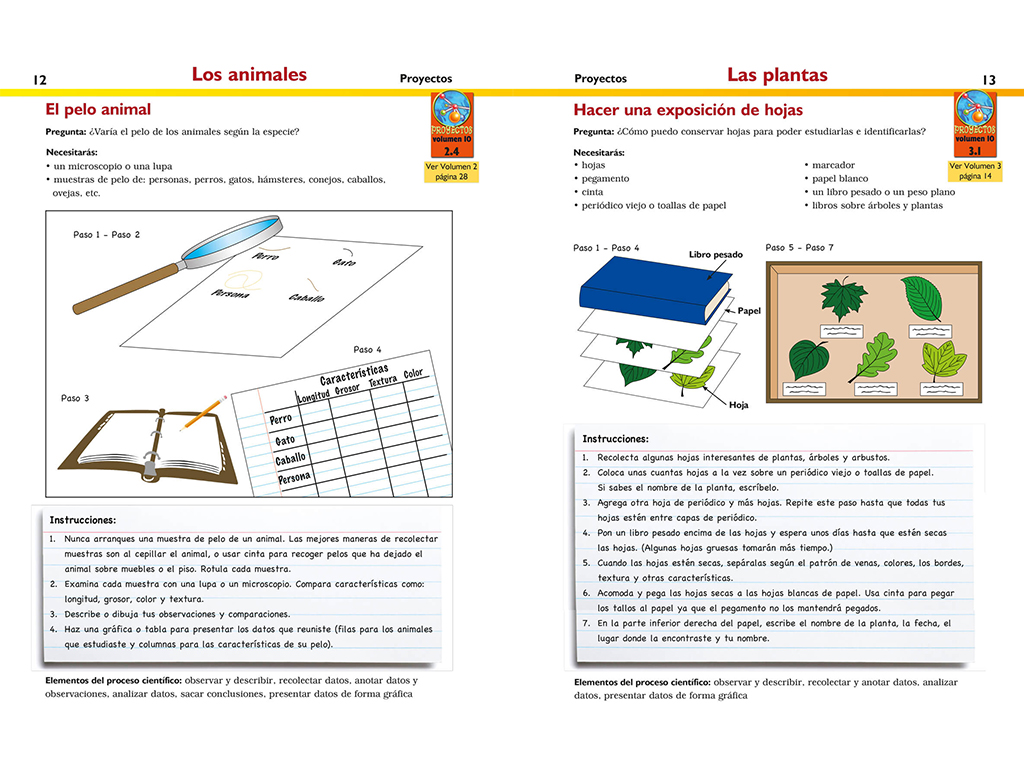 12
Los animales
Proyectos
El pelo animal
Pregunta: ¿Varía el pelo de los animales según la especie?
PROYECTOS
volumen 10
2.4
Ver Volumen 2
página 28
Necesitarás:
• un microscopio o una lupa
• muestras de pelo de: personas, perros, gatos, hámsteres, conejos, caballos,
ovejas, etc.
Paso 1 - Paso 2
Perro
Gato
Persona
Caballo
Paso 4
Características
Longitud Grosor Textura Color
Perro
Gato
Caballo
Persona
Paso 3
Instrucciones:
1. Nunca arranques una muestra de pelo de un animal. Las mejores maneras de recolectar
muestras son al cepillar el animal, o usar cinta para recoger pelos que ha dejado el
animal sobre muebles o el piso. Rotula cada muestra.
2. Examina cada muestra con una lupa o un microscopio. Compara características como:
longitud, grosor, color y textura.
3. Describe o dibuja tus observaciones y comparaciones.
4. Haz una gráfica o tabla para presentar los datos que reuniste (filas para los animales
que estudiaste y columnas para las características de su pelo).
Elementos del proceso científico: observar y describir, recolectar datos, anotar datos y
observaciones, analizar datos, sacar conclusiones, presentar datos de forma gráfica
Proyectos
Las plantas
13
Hacer una exposición de hojas
Pregunta: ¿Cómo puedo conservar hojas para poder estudiarlas e identificarlas?
PROYECTOS
volumen 10
3.1
Ver Volumen 3
página 14
Necesitarás:
• hojas
• pegamento
• cinta
• periódico viejo o toallas de papel
• marcador
• papel blanco
• un libro pesado o un peso plano
• libros sobre árboles y plantas
Paso 1 - Paso 4
Libro pesado
Papel
Hoja
Paso 5 - Paso 7
Instrucciones:
1. Recolecta algunas hojas interesantes de plantas, árboles y arbustos.
2. Coloca unas cuantas hojas a la vez sobre un periódico viejo o toallas de papel.
Si sabes el nombre de la planta, escríbelo.
3. Agrega otra hoja de periódico y más hojas. Repite este paso hasta que todas tus
hojas estén entre capas de periódico.
4. Pon un libro pesado encima de las hojas y espera unos días hasta que estén secas
las hojas. (Algunas hojas gruesas tomarán más tiempo.)
5. Cuando las hojas estén secas, sepáralas según el patrón de venas, colores, los bordes,
textura y otras características.
6. Acomoda y pega las hojas secas a las hojas blancas de papel. Usa cinta para pegar
los tallos al papel ya que el pegamento no los mantendrá pegados.
7. En la parte inferior derecha del papel, escribe el nombre de la planta, la fecha, el
lugar donde la encontraste y tu nombre.
Elementos del proceso científico: observar y describir, recolectar y anotar datos, analizar
datos, presentar datos de forma gráfica